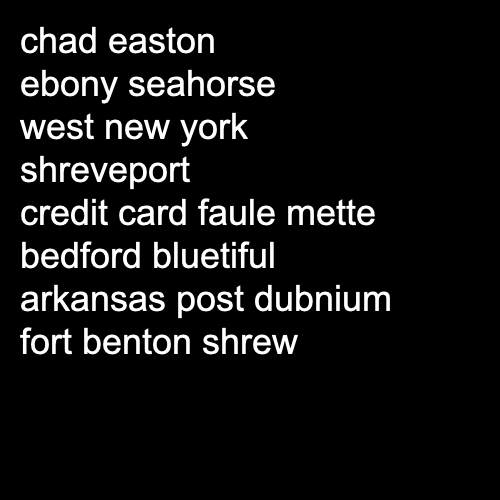 chad easton
ebony seahorse
west new york
shreveport
credit card faule mette
bedford bluetiful
arkansas post dubnium
fort benton shrew